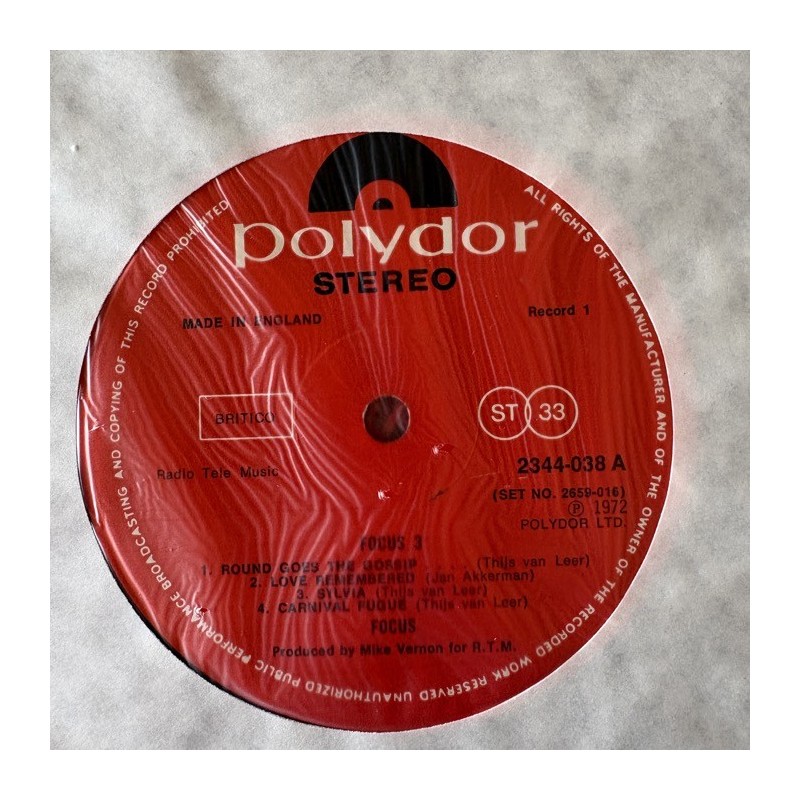 polydor
STEREO
MADE IN ENGLAND
Record 1
BRITICO
ST 33
Radio Tele Music
2344-038 A
(SET NO. 2659-016)
℗ 1972
POLYDOR LTD.
FOCUS 3
1. ROUND GOES THE GOSSIP . . . (Thijs van Leer)
2. LOVE REMEMBERED (Jan Akkerman)
3. SYLVIA (Thijs van Leer)
4. CARNIVAL FUGUE (Thijs van Leer)
FOCUS
Produced by Mike Vernon for R.T.M.
ALL RIGHTS OF THE MANUFACTURER AND OF THE OWNER OF THE RECORDED WORK RESERVED UNAUTHORIZED PUBLIC PERFORMANCE BROADCASTING AND COPYING OF THIS RECORD PROHIBITED